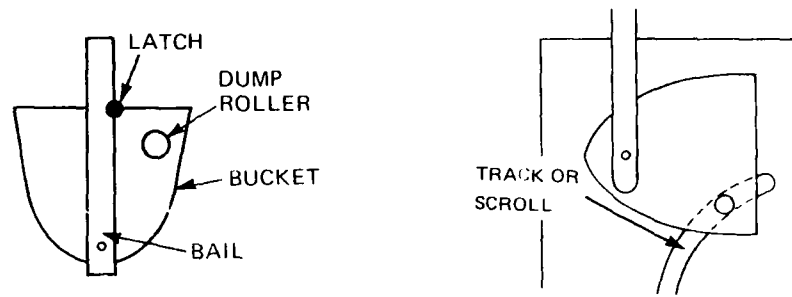 LATCH
DUMP
ROLLER
BUCKET
BAIL
TRACK OR
SCROLL